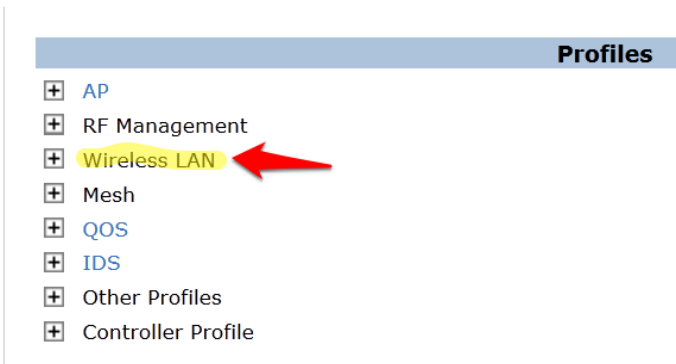 Profiles
AP
RF Management
Wireless LAN
Mesh
QOS
IDS
Other Profiles
Controller Profile